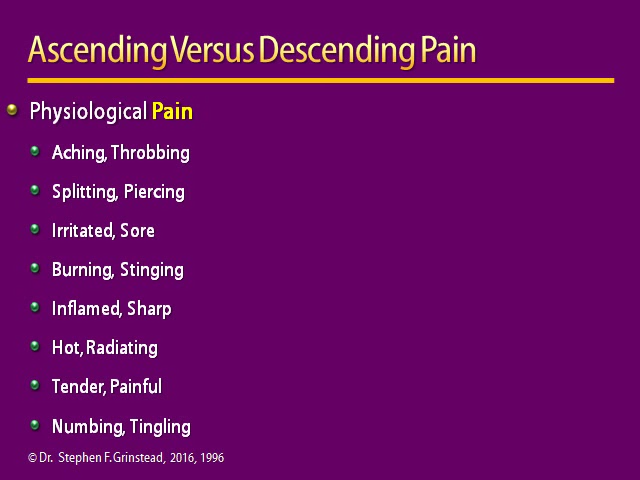 Ascending Versus Descending Pain
Physiological Pain
Aching, Throbbing
Splitting, Piercing
Irritated, Sore
Burning, Stinging
Inflamed, Sharp
Hot, Radiating
Tender, Painful
Numbing, Tingling
© Dr. Stephen F. Grinstead, 2016, 1996